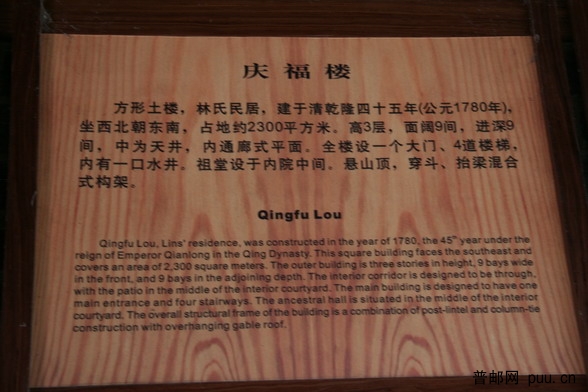 庆福楼
方形土楼，林氏民居，建于清乾隆四十五年(公元1780年)，
坐西北朝东南，占地约2300平方米。高3层，面阔9间，进深9
间，中为天井，内通廊式平面。全楼设一个大门、4道楼梯，
内有一口水井。祖堂设于内院中间。悬山顶，穿斗、抬梁混合
式构架。
Qingfu Lou
Qingfu Lou, Lins' residence, was constructed in the year of 1780, the 45th year under the
reign of Emperor Qianlong in the Qing Dynasty. This square building faces the southeast and
covers an area of 2,300 square meters. The outer building is three stories in height, 9 bays wide
in the front, and 9 bays in the adjoining depth. The interior corridor is designed to be through,
with the patio in the middle of the interior courtyard. The main building is designed to have one
main entrance and four stairways. The ancestral hall is situated in the middle of the interior
courtyard. The overall structural frame of the building is a combination of post-lintel and column-tie
construction with overhanging gable roof.
普邮网 puu.cn